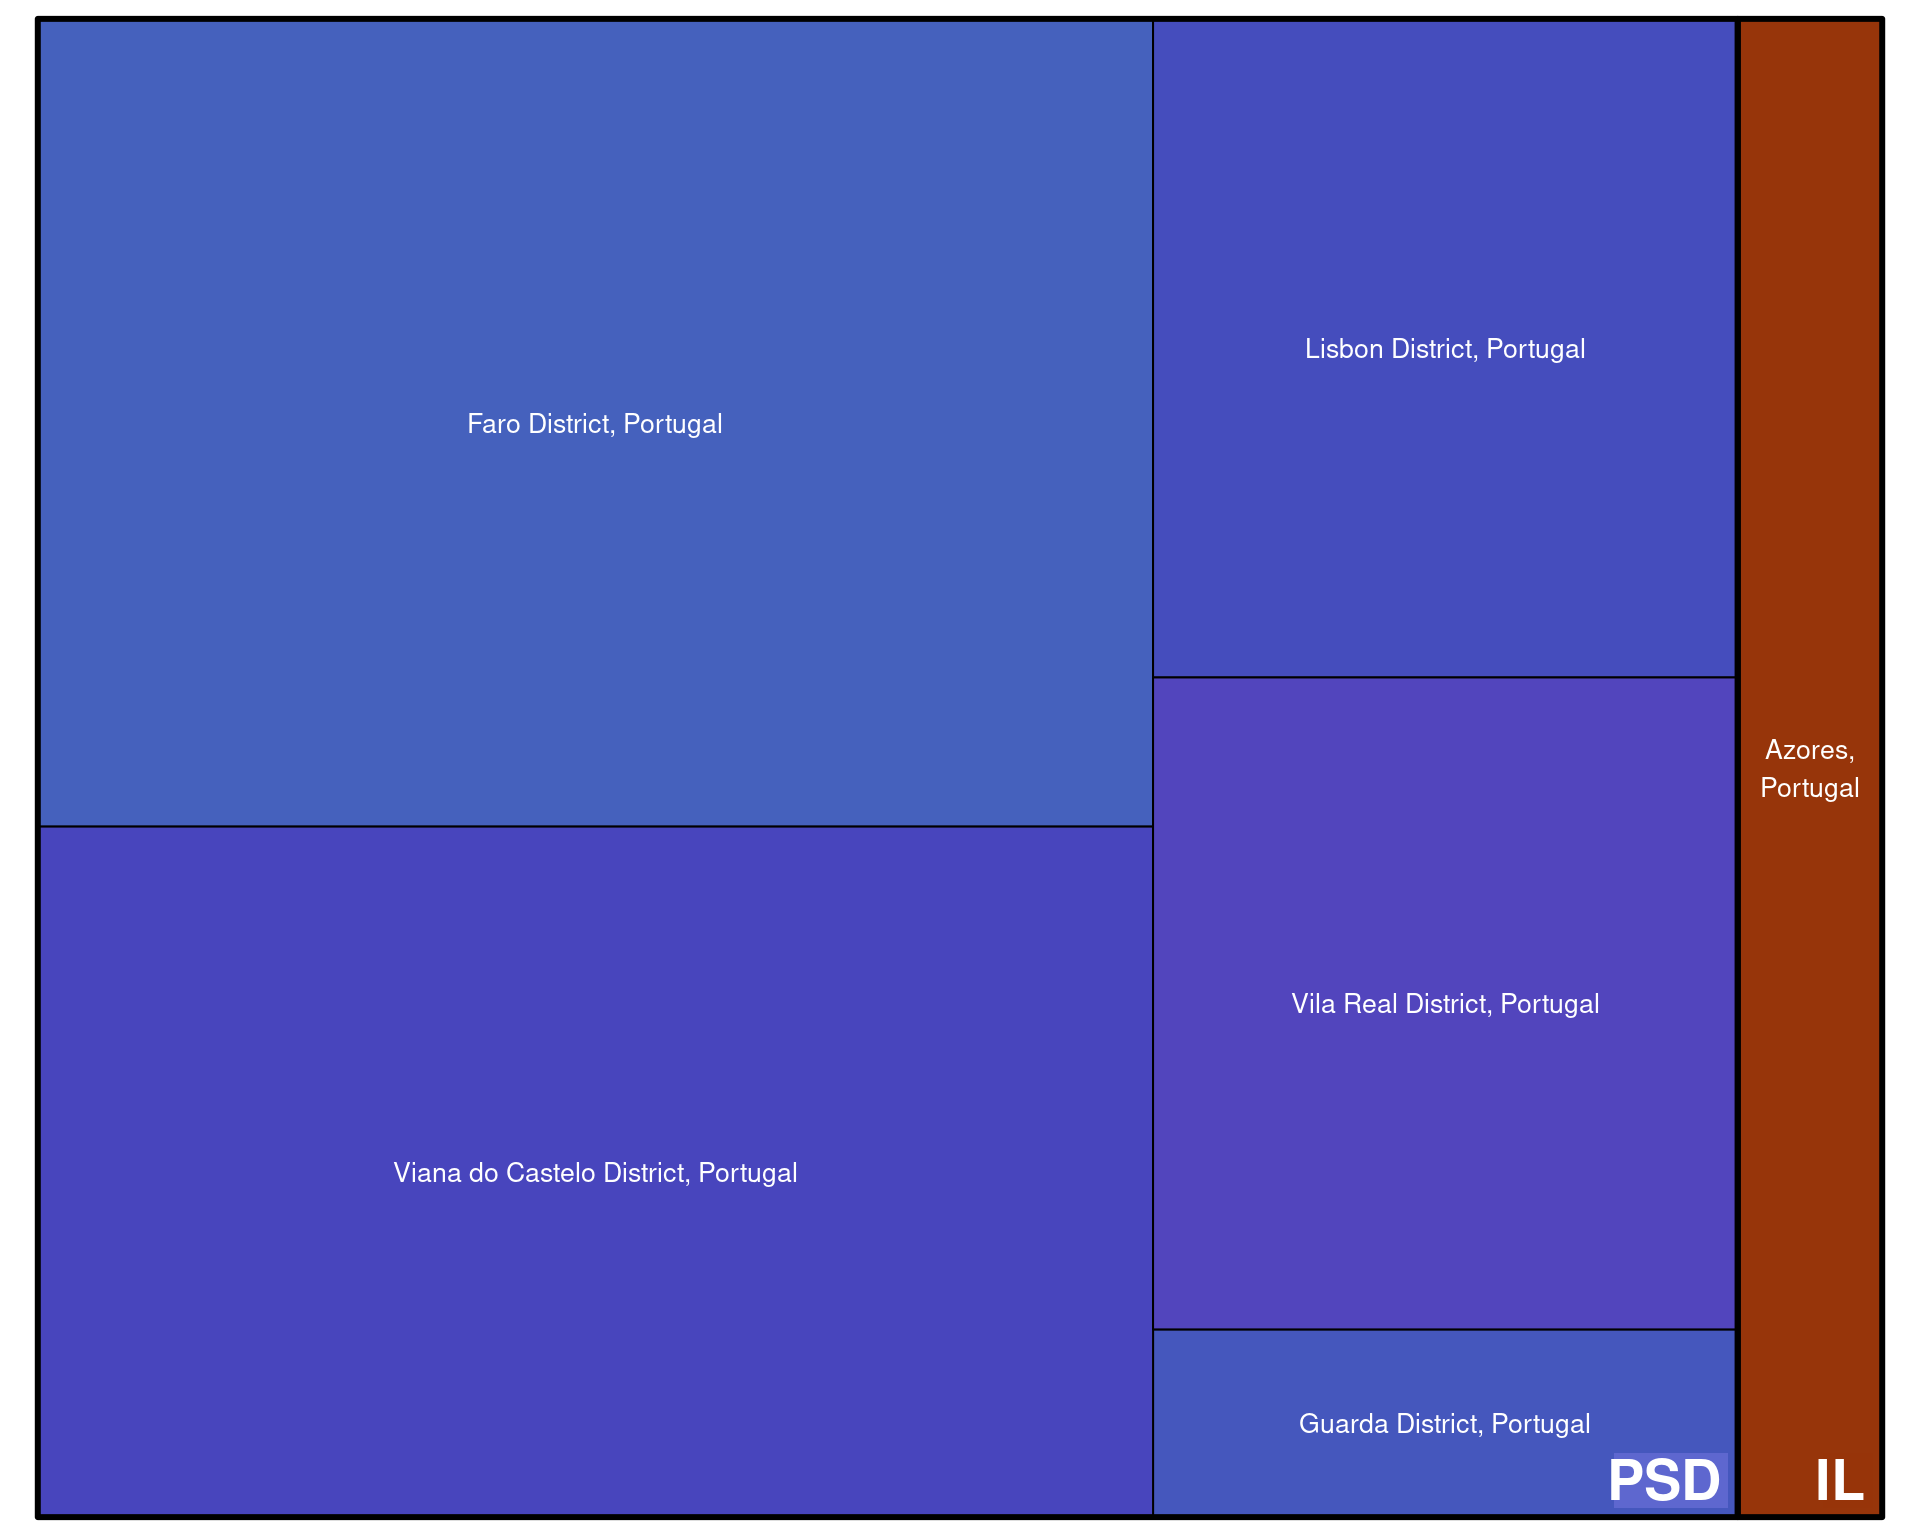 Faro District, Portugal
Viana do Castelo District, Portugal
Lisbon District, Portugal
Vila Real District, Portugal
Guarda District, Portugal
PSD
Azores,
Portugal
IL